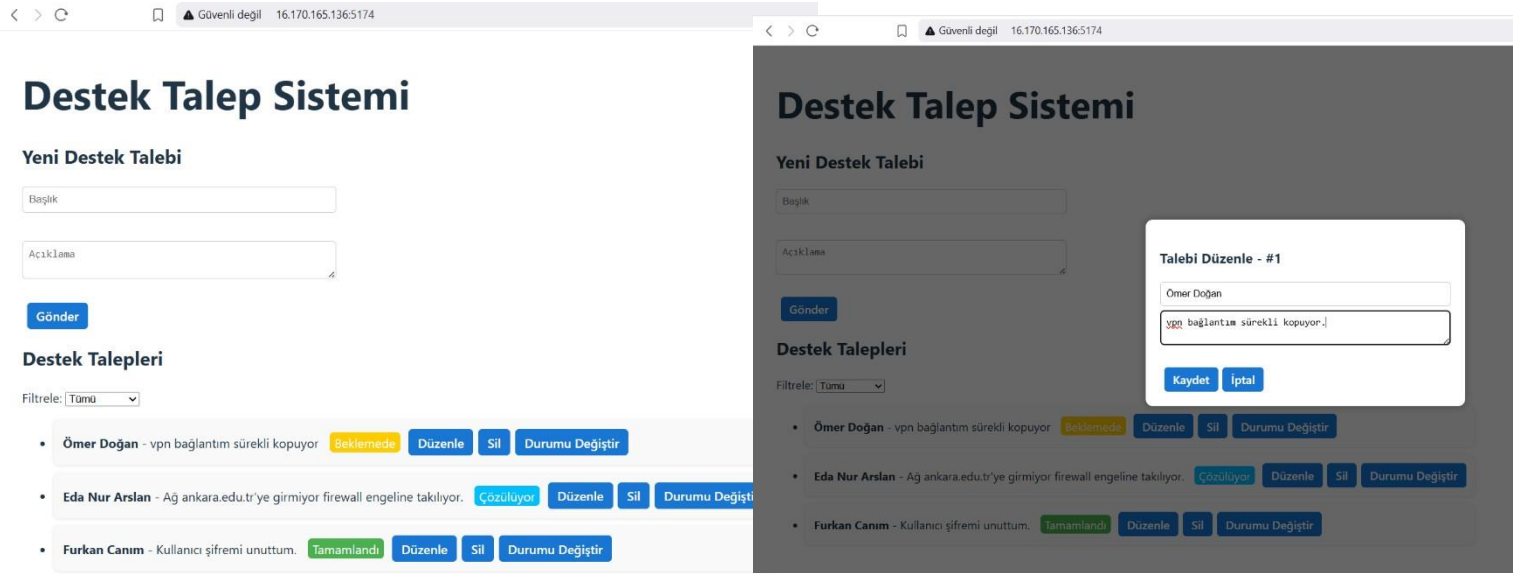 Güvenli değil 16.170.165.136:5174
Destek Talep Sistemi
Yeni Destek Talebi
Başlık
Açıklama
Gönder
Destek Talepleri
Filtrele: Tümü
Ömer Doğan - vpn bağlantım sürekli kopuyor Beklemede Düzenle Sil Durumu Değiştir
Eda Nur Arslan - Ağ ankara.edu.tr'ye girmiyor firewall engeline takılıyor. Çözülüyor Düzenle Sil Durumu Değişti
Furkan Canım - Kullanıcı şifremi unuttum. Tamamlandı Düzenle Sil Durumu Değiştir
Güvenli değil 16.170.165.136:5174
Destek Talep Sistemi
Yeni Destek Talebi
Başlık
Açıklama
Gönder
Destek Talepleri
Filtrele: Tümü
Ömer Doğan - vpn bağlantım sürekli kopuyor Beklemede Düzenle Sil Durumu Değiştir
Eda Nur Arslan - Ağ ankara.edu.tr'ye girmiyor firewall engeline takılıyor. Çözülüyor Düzenle Sil Durumu Değiştir
Furkan Canım - Kullanıcı şifremi unuttum. Tamamlandı Düzenle Sil Durumu Değiştir
Talebi Düzenle - #1
Ömer Doğan
vpn bağlantım sürekli kopuyor.
Kaydet İptal